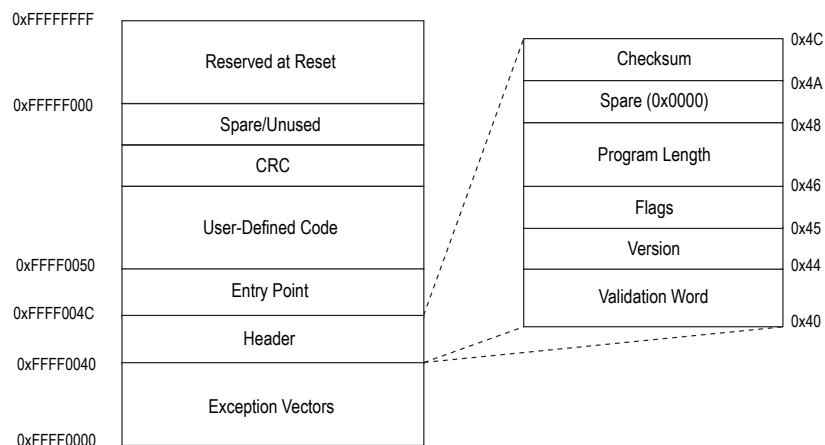 0xFFFFFFFF
Reserved at Reset
0xFFFFF000
Spare/Unused
CRC
User-Defined Code
0xFFFF0050
Entry Point
0xFFFF004C
Header
0xFFFF0040
Exception Vectors
0xFFFF0000
0x4C
Checksum
0x4A
Spare (0x0000)
0x48
Program Length
0x46
Flags
0x45
Version
0x44
Validation Word
0x40